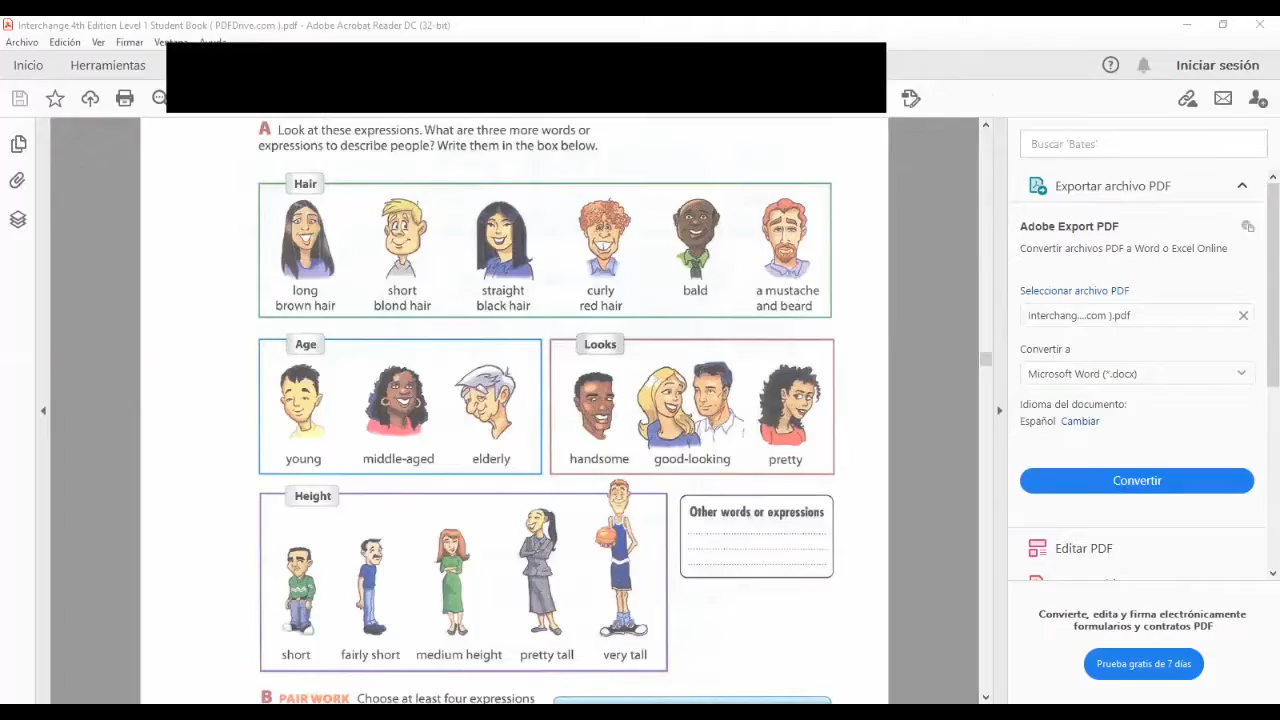 Interchange 4th Edition Level 1 Student Book ( PDFDrive.com ).pdf - Adobe Acrobat Reader DC (32-bit)
Archivo Edición Ver Firmar Ventana Ayuda
Inicio Herramientas
Iniciar sesión
A Look at these expressions. What are three more words or
expressions to describe people? Write them in the box below.
Hair
long
brown hair
short
blond hair
straight
black hair
curly
red hair
bald
a mustache
and beard
Age
young middle-aged elderly
Looks
handsome good-looking pretty
Height
short fairly short medium height pretty tall very tall
Other words or expressions
B PAIR WORK Choose at least four expressions
Buscar 'Bates'
Exportar archivo PDF
Adobe Export PDF
Convertir archivos PDF a Word o Excel Online
Seleccionar archivo PDF
Interchang....com ).pdf
Convertir a
Microsoft Word (*.docx)
Idioma del documento:
Español Cambiar
Convertir
Editar PDF
Convierte, edita y firma electrónicamente
formularios y contratos PDF
Prueba gratis de 7 días